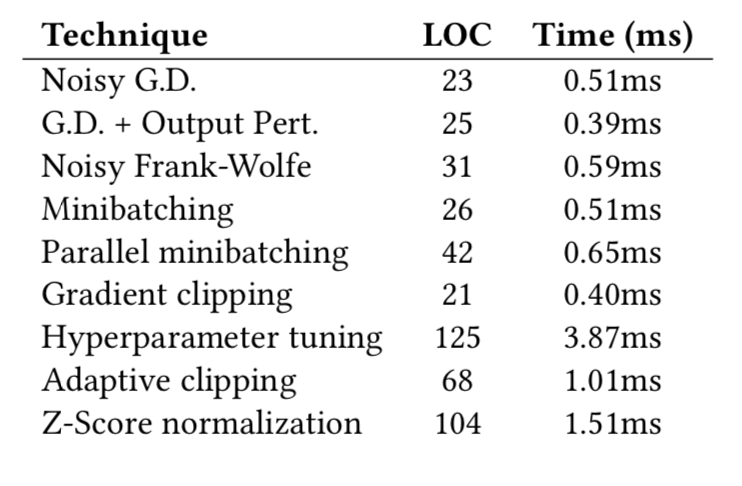 Technique LOC Time (ms)
Noisy G.D. 23 0.51ms
G.D. + Output Pert. 25 0.39ms
Noisy Frank-Wolfe 31 0.59ms
Minibatching 26 0.51ms
Parallel minibatching 42 0.65ms
Gradient clipping 21 0.40ms
Hyperparameter tuning 125 3.87ms
Adaptive clipping 68 1.01ms
Z-Score normalization 104 1.51ms